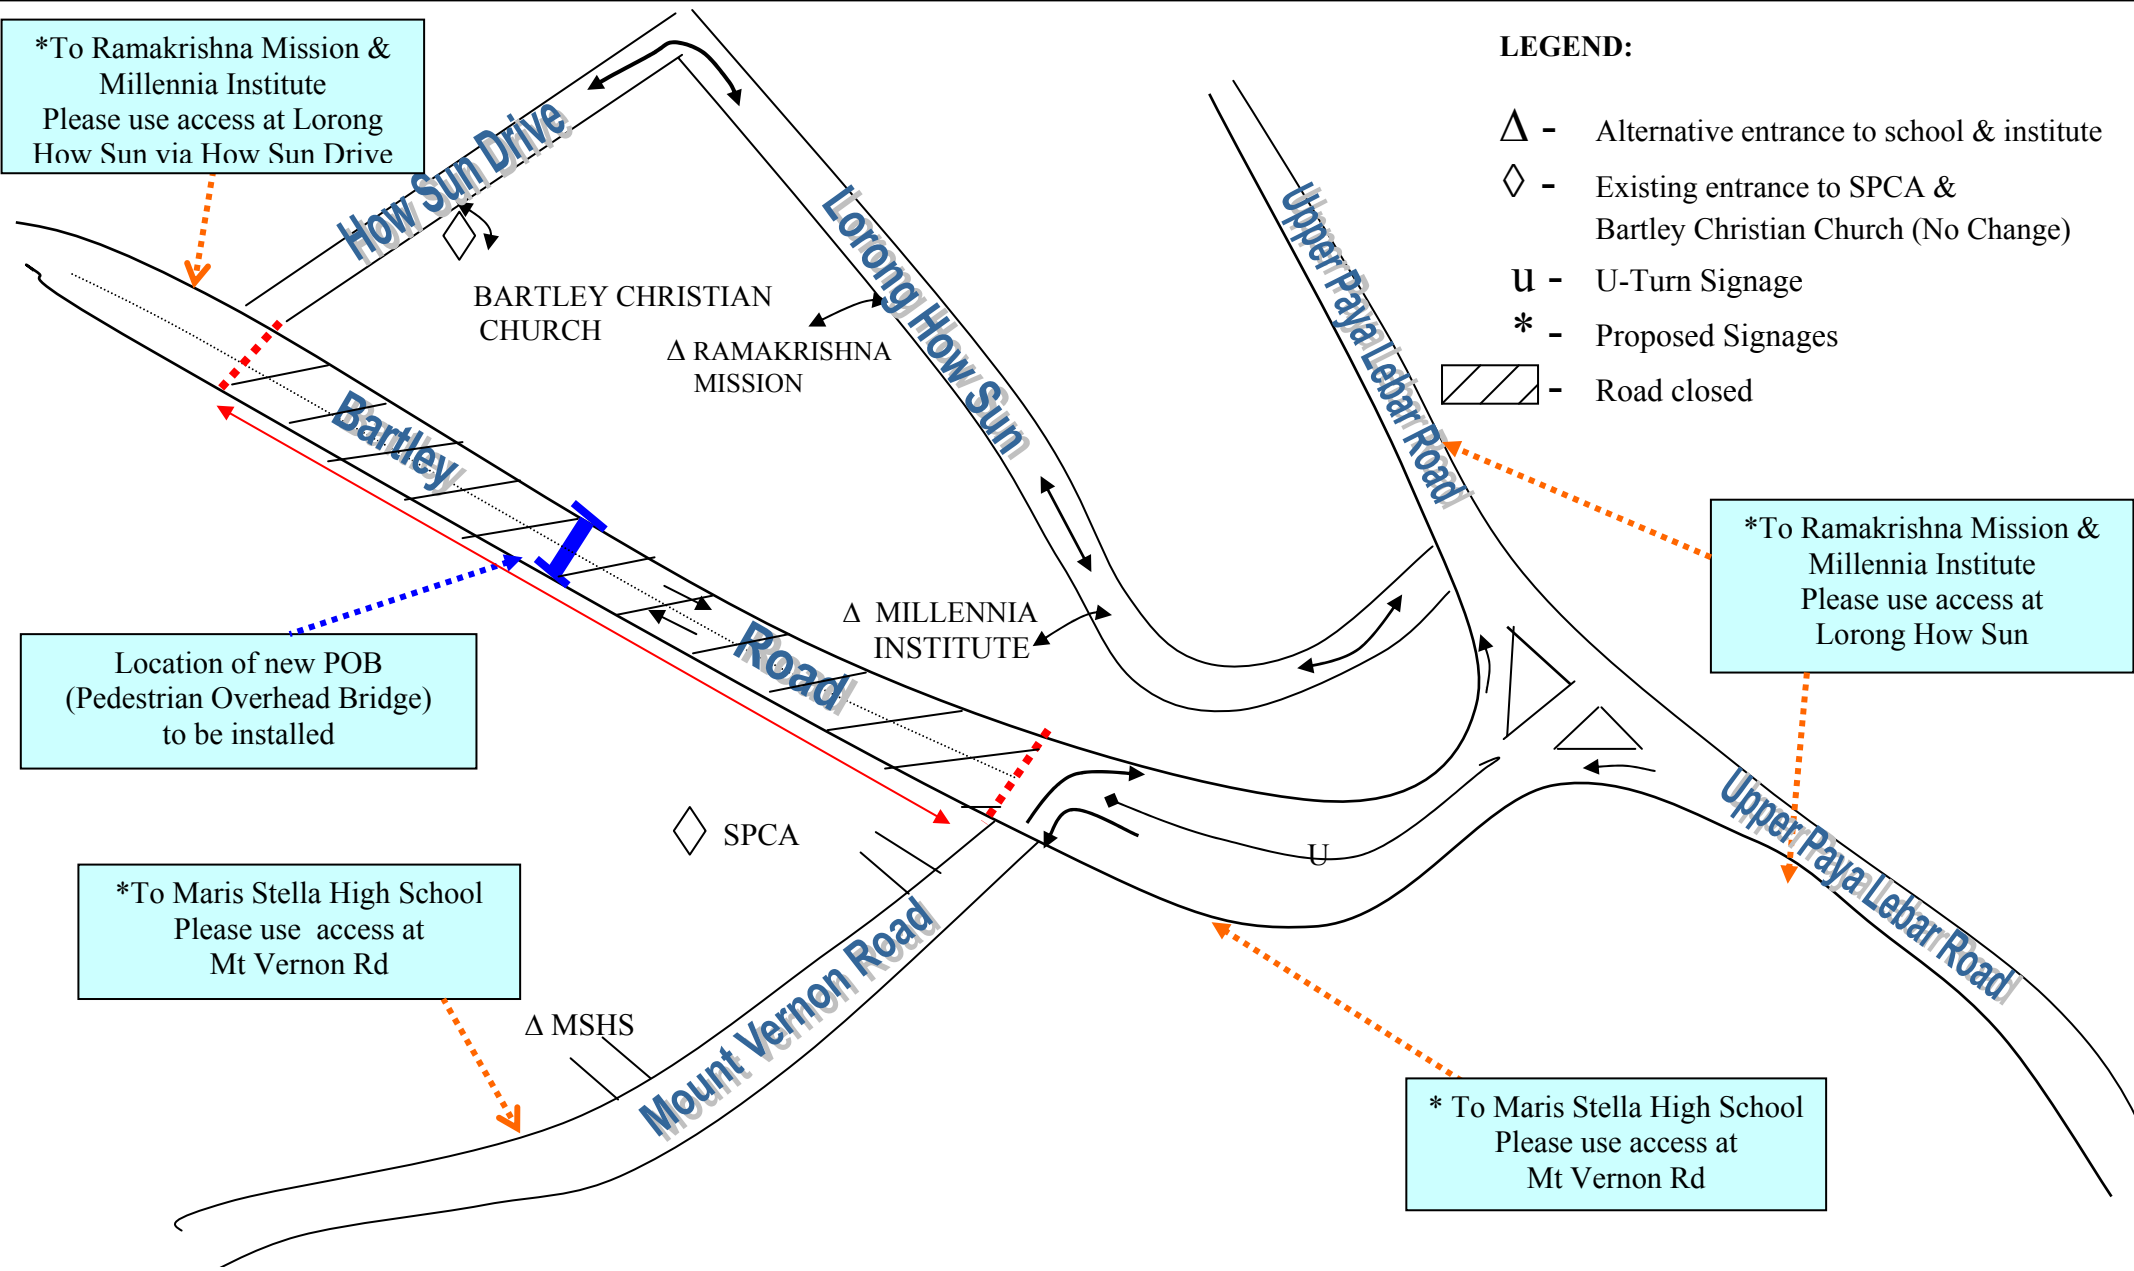 *To Ramakrishna Mission &
Millennia Institute
Please use access at Lorong
How Sun via How Sun Drive
LEGEND:
Δ - Alternative entrance to school & institute
◊ - Existing entrance to SPCA &
Bartley Christian Church (No Change)
u - U-Turn Signage
* - Proposed Signages
- Road closed
How Sun Drive
Lorong How Sun
Upper Paya Lebar Road
BARTLEY CHRISTIAN
CHURCH
Δ RAMAKRISHNA
MISSION
Bartley
Road
*To Ramakrishna Mission &
Millennia Institute
Please use access at
Lorong How Sun
Δ MILLENNIA
INSTITUTE
Location of new POB
(Pedestrian Overhead Bridge)
to be installed
◊ SPCA
U
Upper Paya Lebar Road
*To Maris Stella High School
Please use access at
Mt Vernon Rd
Δ MSHS
Mount Vernon Road
* To Maris Stella High School
Please use access at
Mt Vernon Rd